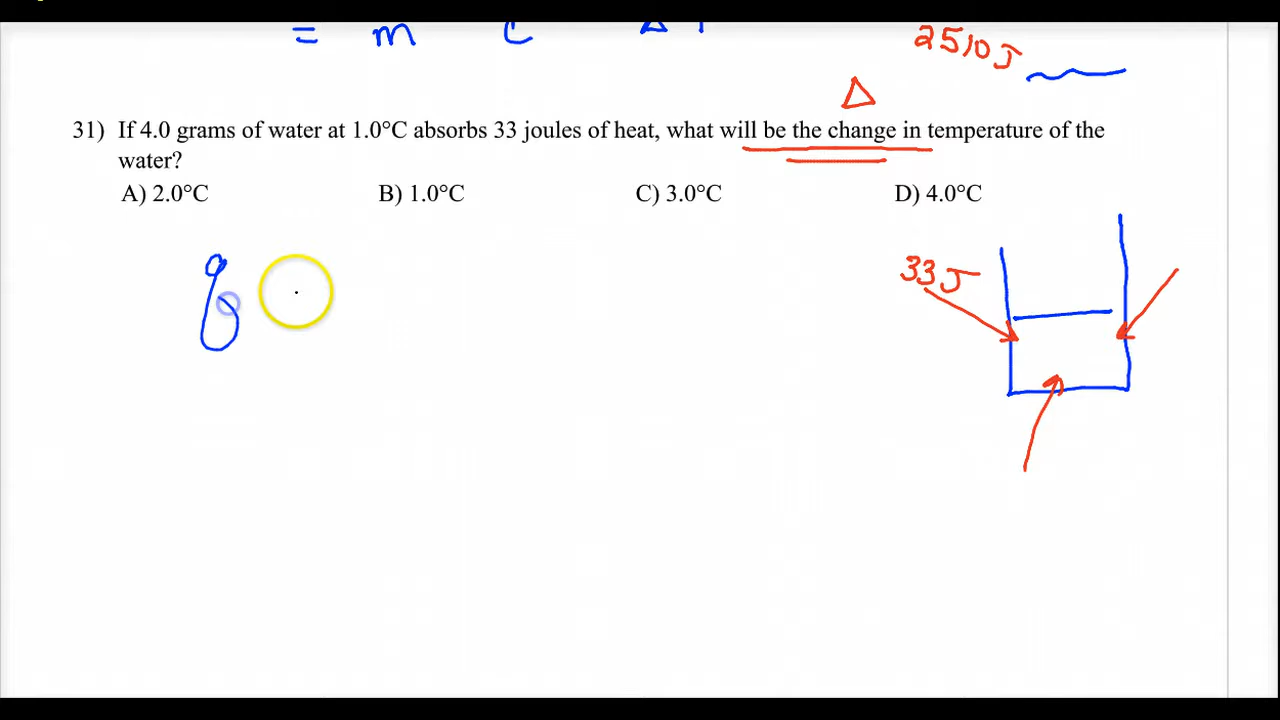 = m C Δ T
2510 J
Δ
31) If 4.0 grams of water at 1.0°C absorbs 33 joules of heat, what will be the change in temperature of the
water?
A) 2.0°C B) 1.0°C C) 3.0°C D) 4.0°C
33 J